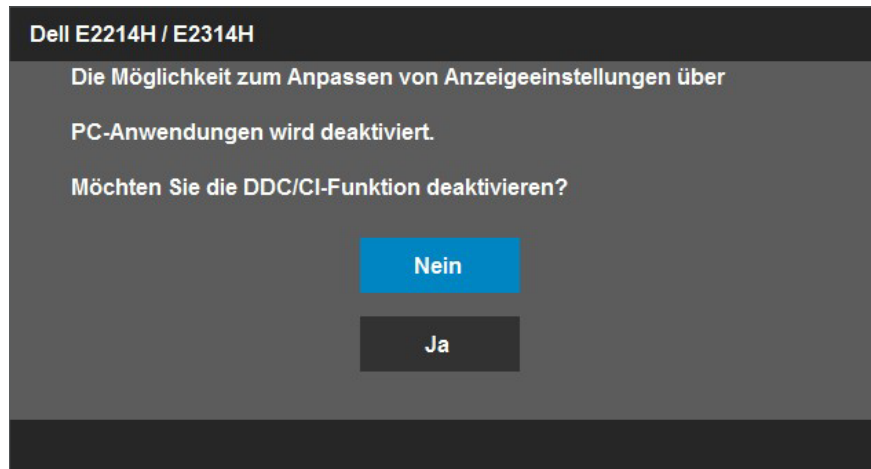 Dell E2214H / E2314H
Die Möglichkeit zum Anpassen von Anzeigeeinstellungen über
PC-Anwendungen wird deaktiviert.
Möchten Sie die DDC/CI-Funktion deaktivieren?
Nein
Ja